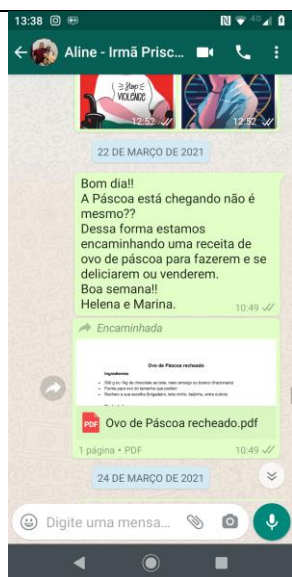 13:38
4G
Aline - Irmã Prisc...
Stop
VIOLENCE
12:52
12:52
22 DE MARÇO DE 2021
Bom dia!!
A Páscoa está chegando não é
mesmo??
Dessa forma estamos
encaminhando uma receita de
ovo de páscoa para fazerem e se
deliciarem ou venderem.
Boa semana!!
Helena e Marina.
10:49
Encaminhada
Ovo de Páscoa recheado
Ingredientes
PDF
Ovo de Páscoa recheado.pdf
1 página • PDF
10:49
24 DE MARÇO DE 2021
Digite uma mensa...